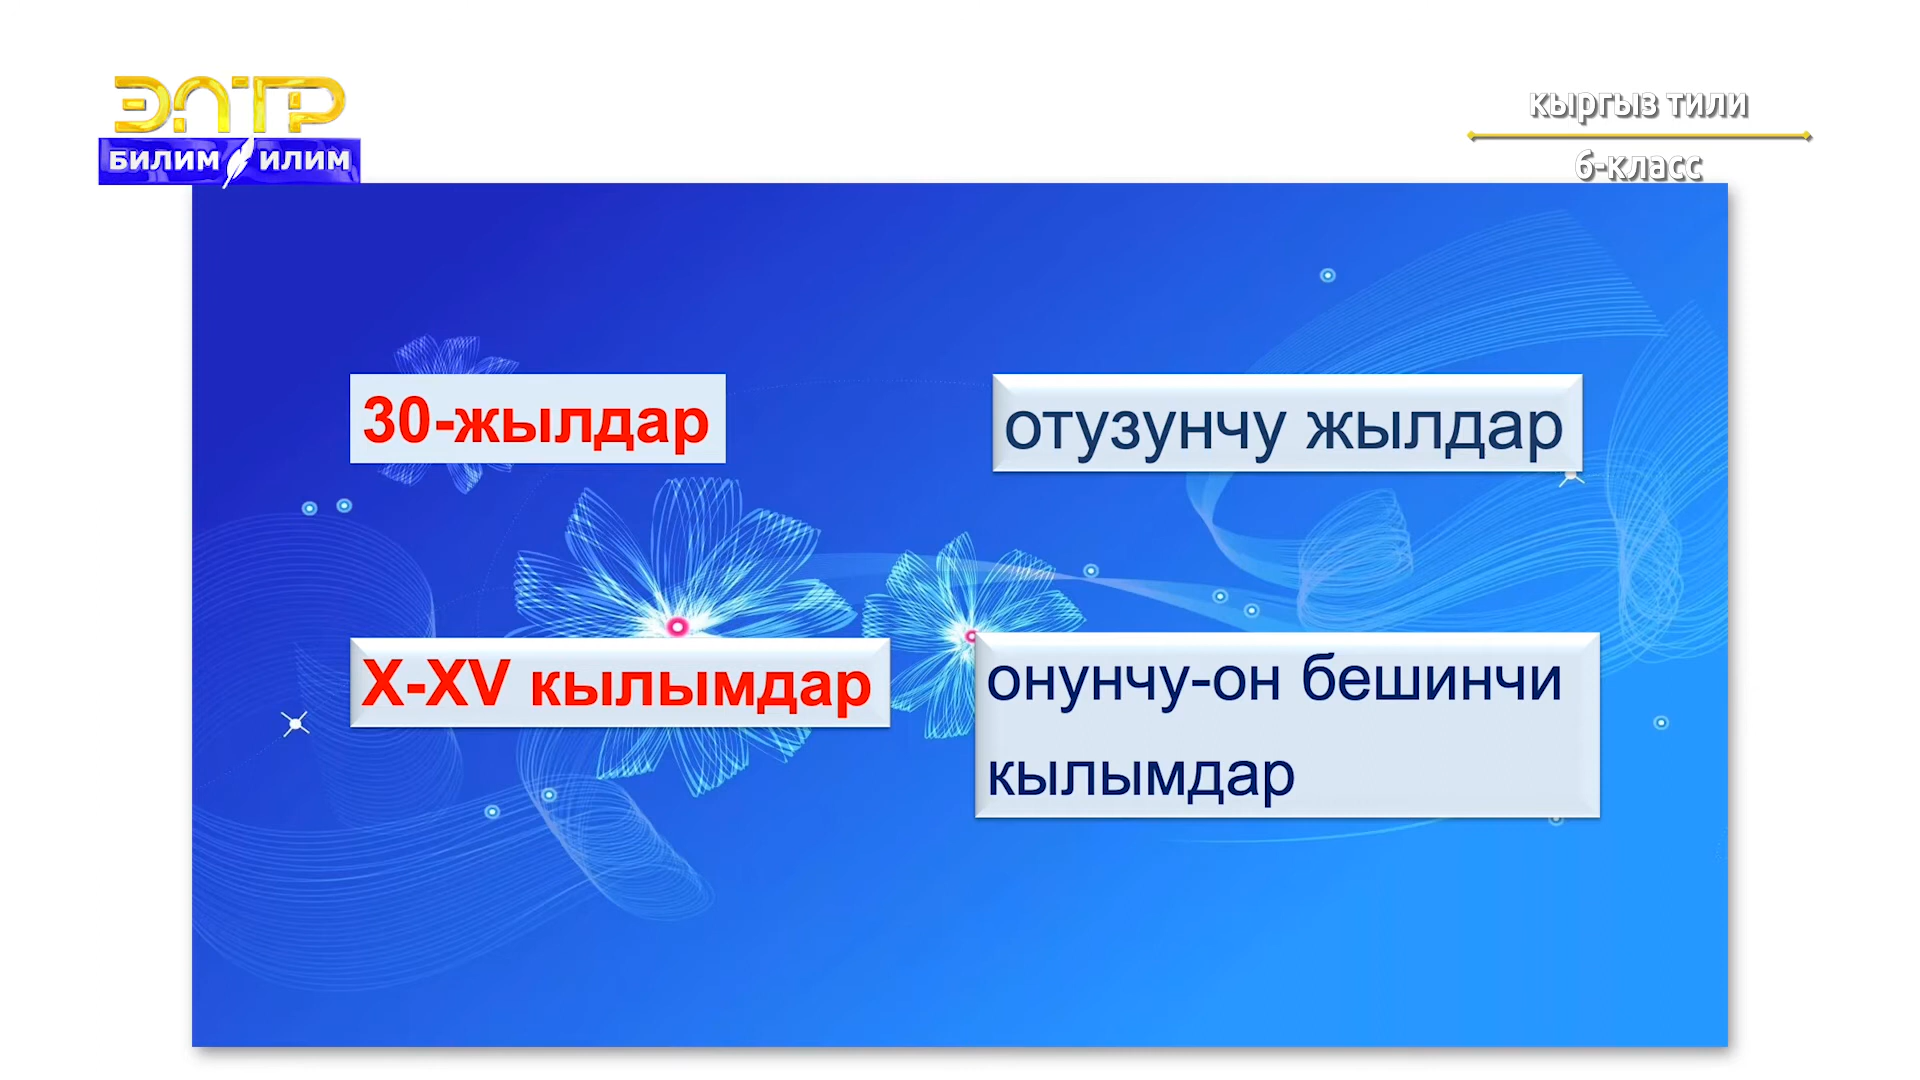 ЭЛТР
БИЛИМ ИЛИМ
кыргыз тили
6-класс
30-жылдар
отузунчу жылдар
X-XV кылымдар
онунчу-он бешинчи
кылымдар